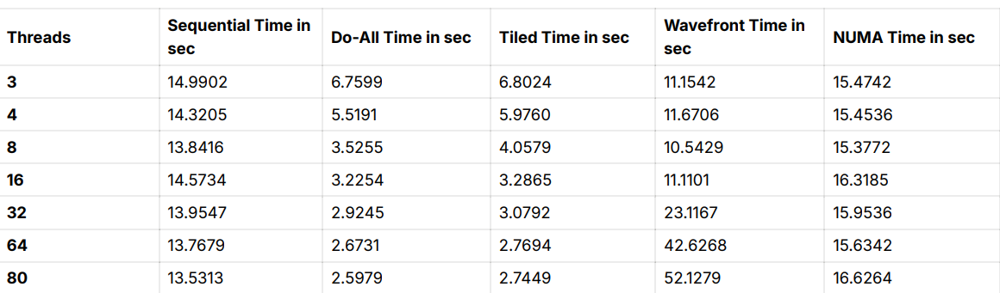 Threads Sequential Time in sec Do-All Time in sec Tiled Time in sec Wavefront Time in sec NUMA Time in sec
3 14.9902 6.7599 6.8024 11.1542 15.4742
4 14.3205 5.5191 5.9760 11.6706 15.4536
8 13.8416 3.5255 4.0579 10.5429 15.3772
16 14.5734 3.2254 3.2865 11.1101 16.3185
32 13.9547 2.9245 3.0792 23.1167 15.9536
64 13.7679 2.6731 2.7694 42.6268 15.6342
80 13.5313 2.5979 2.7449 52.1279 16.6264